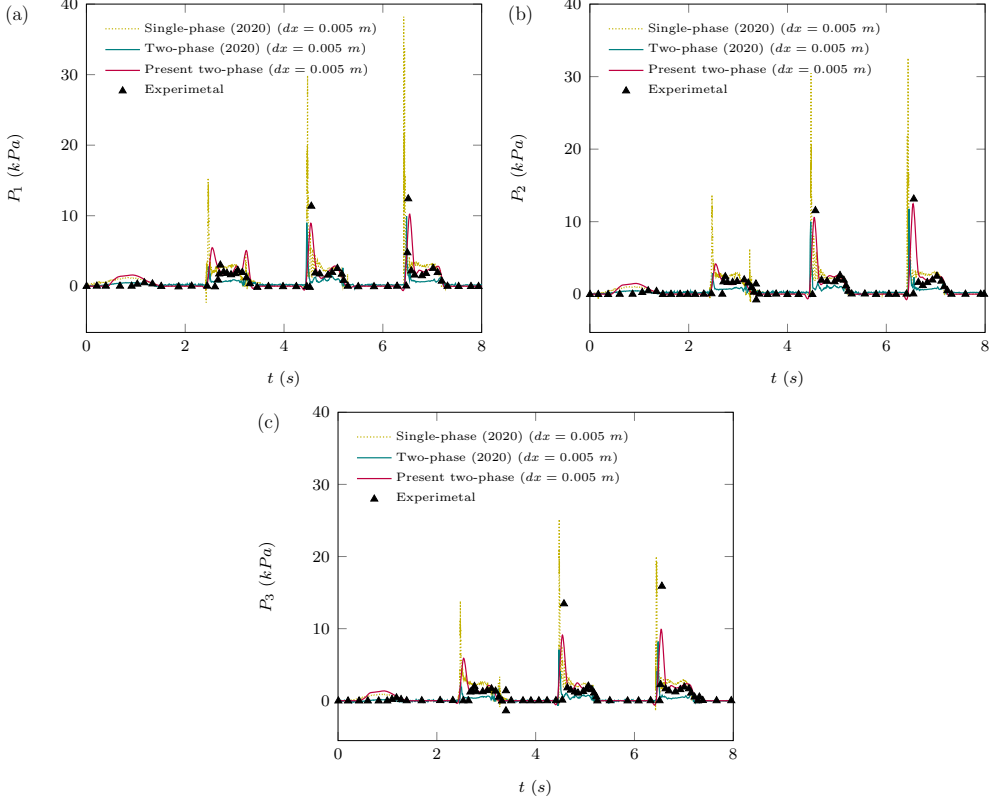 (a)
40
30
20
10
0
P₁ (kPa)
Single-phase (2020) (dx = 0.005 m)
Two-phase (2020) (dx = 0.005 m)
Present two-phase (dx = 0.005 m)
Experimetal
0 2 4 6 8
t (s)
(b)
40
30
20
10
0
P₂ (kPa)
Single-phase (2020) (dx = 0.005 m)
Two-phase (2020) (dx = 0.005 m)
Present two-phase (dx = 0.005 m)
Experimetal
0 2 4 6 8
t (s)
(c)
40
30
20
10
0
P₃ (kPa)
Single-phase (2020) (dx = 0.005 m)
Two-phase (2020) (dx = 0.005 m)
Present two-phase (dx = 0.005 m)
Experimetal
0 2 4 6 8
t (s)